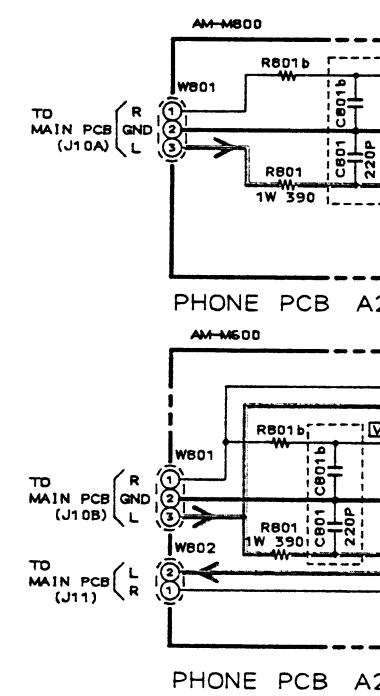 AM-M800
R801b
W801
TO
MAIN PCB
(J10A)
R
GND
L
1
2
3
C801b
C801
220P
R801
1W 390
PHONE PCB A2
AM-M600
R801b
W801
TO
MAIN PCB
(J10B)
R
GND
L
1
2
3
C801b
C801
220P
R801
1W 390
W802
TO
MAIN PCB
(J11)
L
R
2
1
PHONE PCB A2